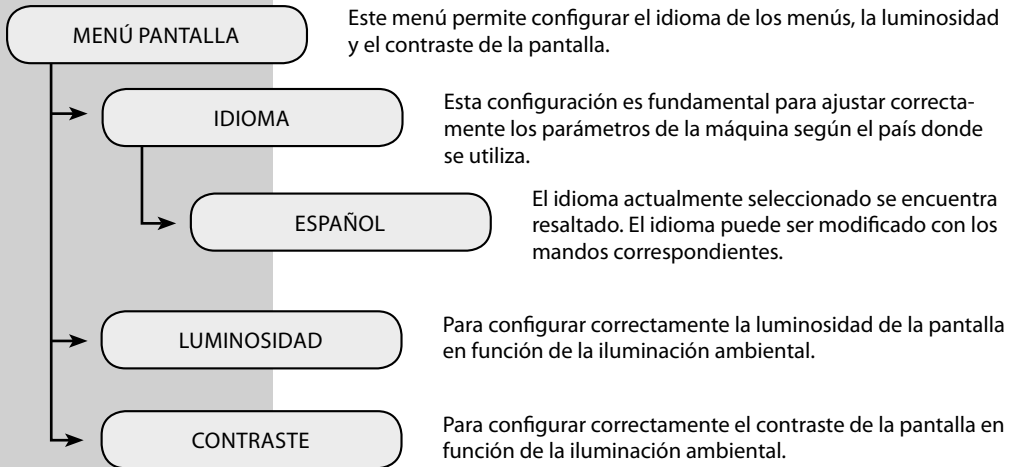 MENÚ PANTALLA
Este menú permite configurar el idioma de los menús, la luminosidad
y el contraste de la pantalla.
IDIOMA
Esta configuración es fundamental para ajustar correcta-
mente los parámetros de la máquina según el país donde
se utiliza.
ESPAÑOL
El idioma actualmente seleccionado se encuentra
resaltado. El idioma puede ser modificado con los
mandos correspondientes.
LUMINOSIDAD
Para configurar correctamente la luminosidad de la pantalla
en función de la iluminación ambiental.
CONTRASTE
Para configurar correctamente el contraste de la pantalla en
función de la iluminación ambiental.